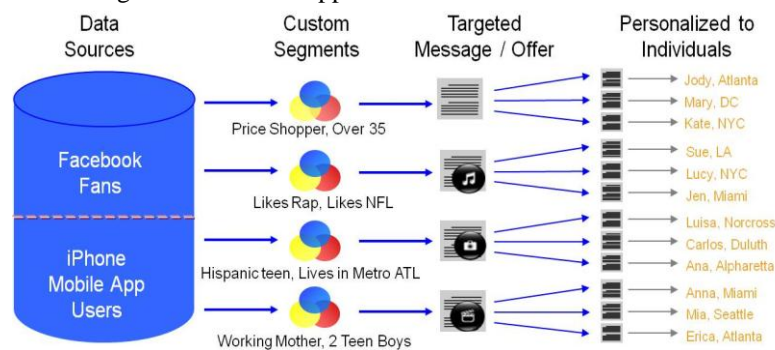 Data
Sources
Custom
Segments
Targeted
Message / Offer
Personalized to
Individuals
Facebook
Fans
iPhone
Mobile App
Users
Price Shopper, Over 35
Likes Rap, Likes NFL
Hispanic teen, Lives in Metro ATL
Working Mother, 2 Teen Boys
Jody, Atlanta
Mary, DC
Kate, NYC
Sue, LA
Lucy, NYC
Jen, Miami
Luisa, Norcross
Carlos, Duluth
Ana, Alpharetta
Anna, Miami
Mia, Seattle
Erica, Atlanta